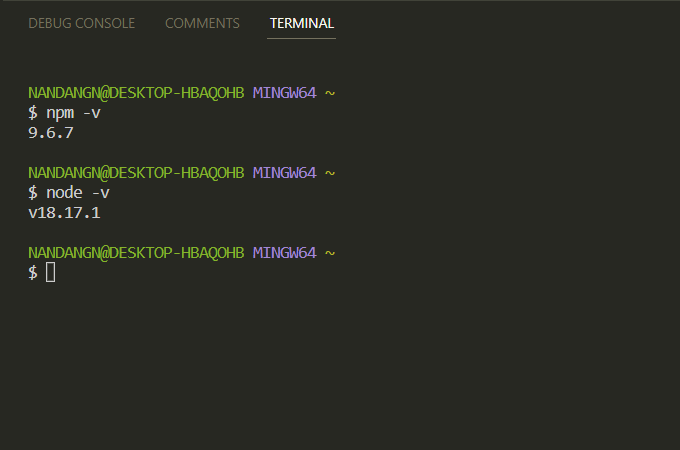 DEBUG CONSOLE COMMENTS TERMINAL
NANDANGN@DESKTOP-HBAQOHB MINGW64 ~
$ npm -v
9.6.7
NANDANGN@DESKTOP-HBAQOHB MINGW64 ~
$ node -v
v18.17.1
NANDANGN@DESKTOP-HBAQOHB MINGW64 ~
$